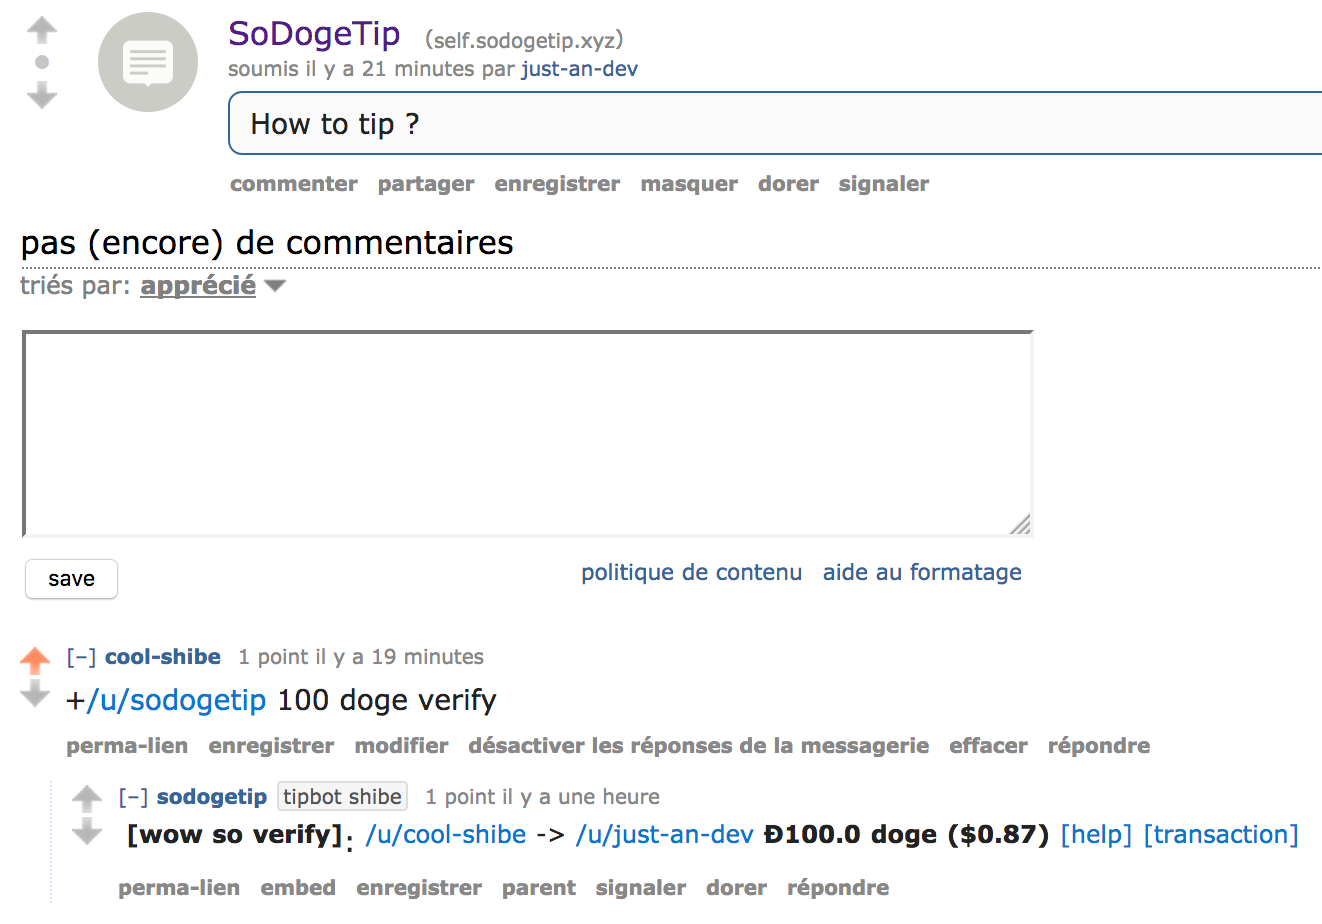 SoDogeTip (self.sodogetip.xyz)
soumis il y a 21 minutes par just-an-dev
How to tip ?
commenter partager enregistrer masquer dorer signaler
pas (encore) de commentaires
triés par: apprécié
save
politique de contenu aide au formatage
[–] cool-shibe 1 point il y a 19 minutes
+/u/sodogetip 100 doge verify
perma-lien enregistrer modifier désactiver les réponses de la messagerie effacer répondre
[–] sodogetip tipbot shibe 1 point il y a une heure
[wow so verify]: /u/cool-shibe -> /u/just-an-dev Đ100.0 doge ($0.87) [help] [transaction]
perma-lien embed enregistrer parent signaler dorer répondre